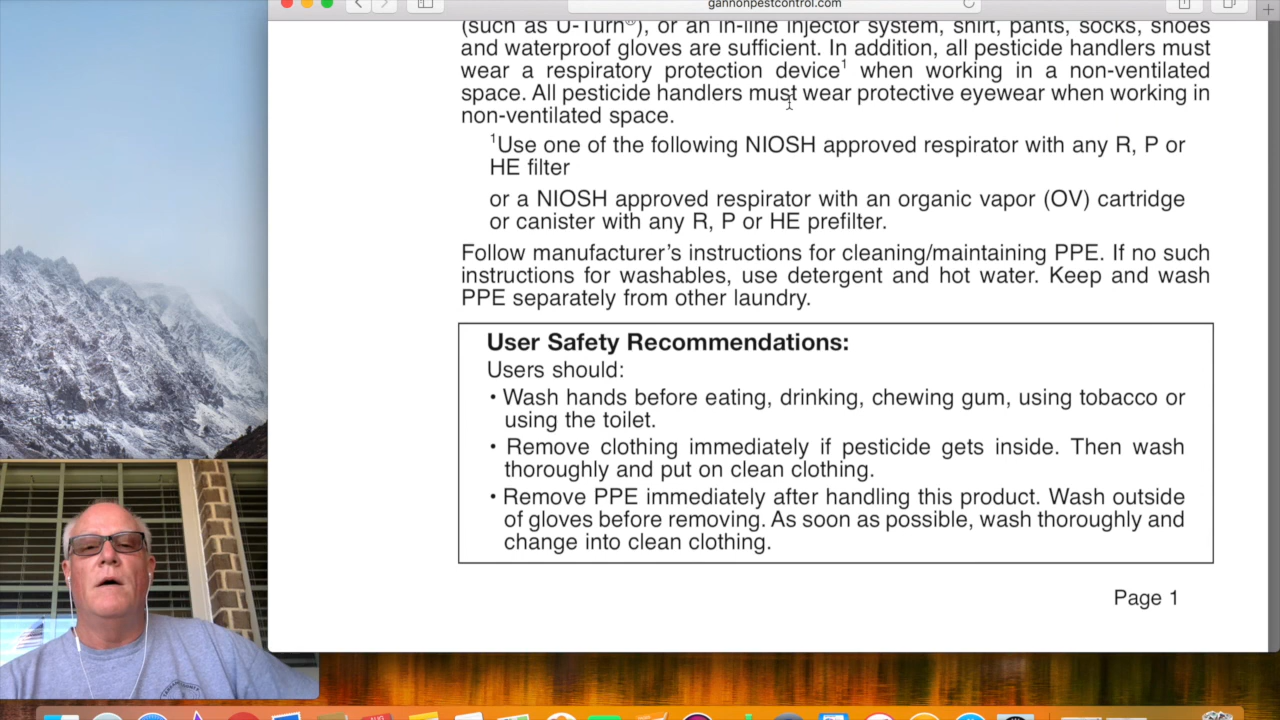 gannonpestcontrol.com
(such as U-Turn®), or an in-line injector system, shirt, pants, socks, shoes
and waterproof gloves are sufficient. In addition, all pesticide handlers must
wear a respiratory protection device1 when working in a non-ventilated
space. All pesticide handlers must wear protective eyewear when working in
non-ventilated space.
1Use one of the following NIOSH approved respirator with any R, P or
HE filter
or a NIOSH approved respirator with an organic vapor (OV) cartridge
or canister with any R, P or HE prefilter.
Follow manufacturer's instructions for cleaning/maintaining PPE. If no such
instructions for washables, use detergent and hot water. Keep and wash
PPE separately from other laundry.
User Safety Recommendations:
Users should:
• Wash hands before eating, drinking, chewing gum, using tobacco or
using the toilet.
• Remove clothing immediately if pesticide gets inside. Then wash
thoroughly and put on clean clothing.
• Remove PPE immediately after handling this product. Wash outside
of gloves before removing. As soon as possible, wash thoroughly and
change into clean clothing.
Page 1